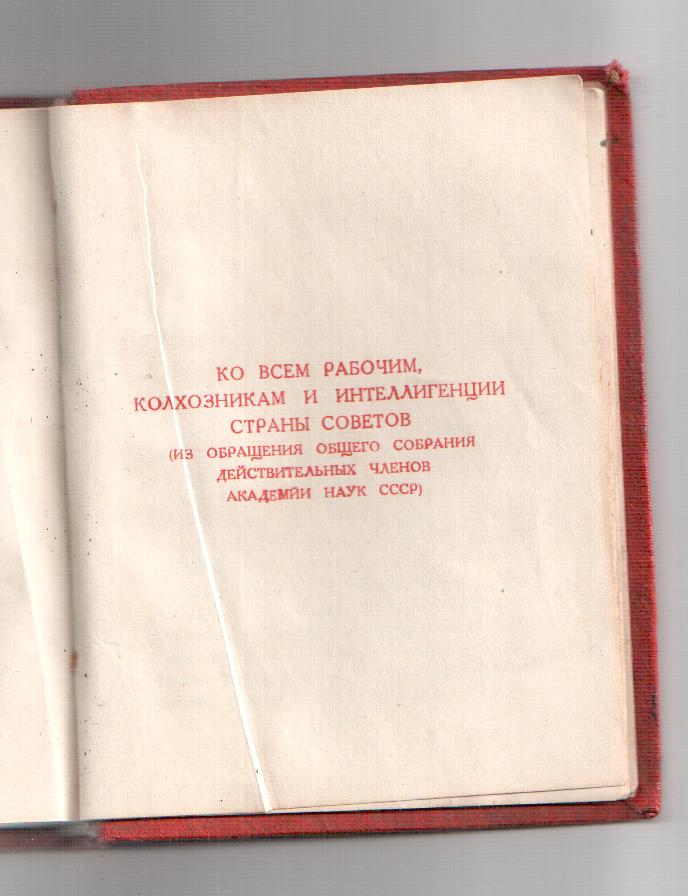 КО ВСЕМ РАБОЧИМ,
КОЛХОЗНИКАМ И ИНТЕЛЛИГЕНЦИИ
СТРАНЫ СОВЕТОВ
(ИЗ ОБРАЩЕНИЯ ОБЩЕГО СОБРАНИЯ
ДЕЙСТВИТЕЛЬНЫХ ЧЛЕНОВ
АКАДЕМИИ НАУК СССР)